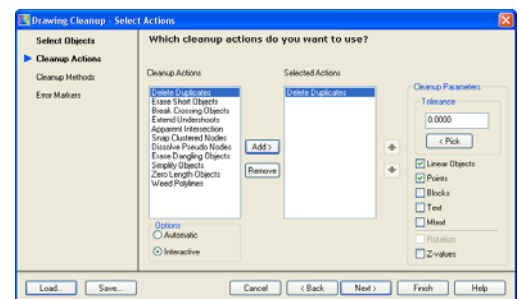 Drawing Cleanup - Select Actions
Select Objects
Cleanup Actions
Cleanup Methods
Error Markers
Which cleanup actions do you want to use?
Cleanup Actions
Delete Duplicates
Erase Short Objects
Break Crossing Objects
Extend Undershoots
Apparent Intersection
Snap Clustered Nodes
Dissolve Pseudo Nodes
Erase Dangling Objects
Simplify Objects
Zero Length Objects
Weed Polylines
Add >
Remove
Selected Actions
Delete Duplicates
Options
Automatic
Interactive
Cleanup Parameters
Tolerance
0.0000
< Pick
Linear Objects
Points
Blocks
Text
Mtext
Rotation
Z-values
Load...
Save...
Cancel
< Back
Next >
Finish
Help